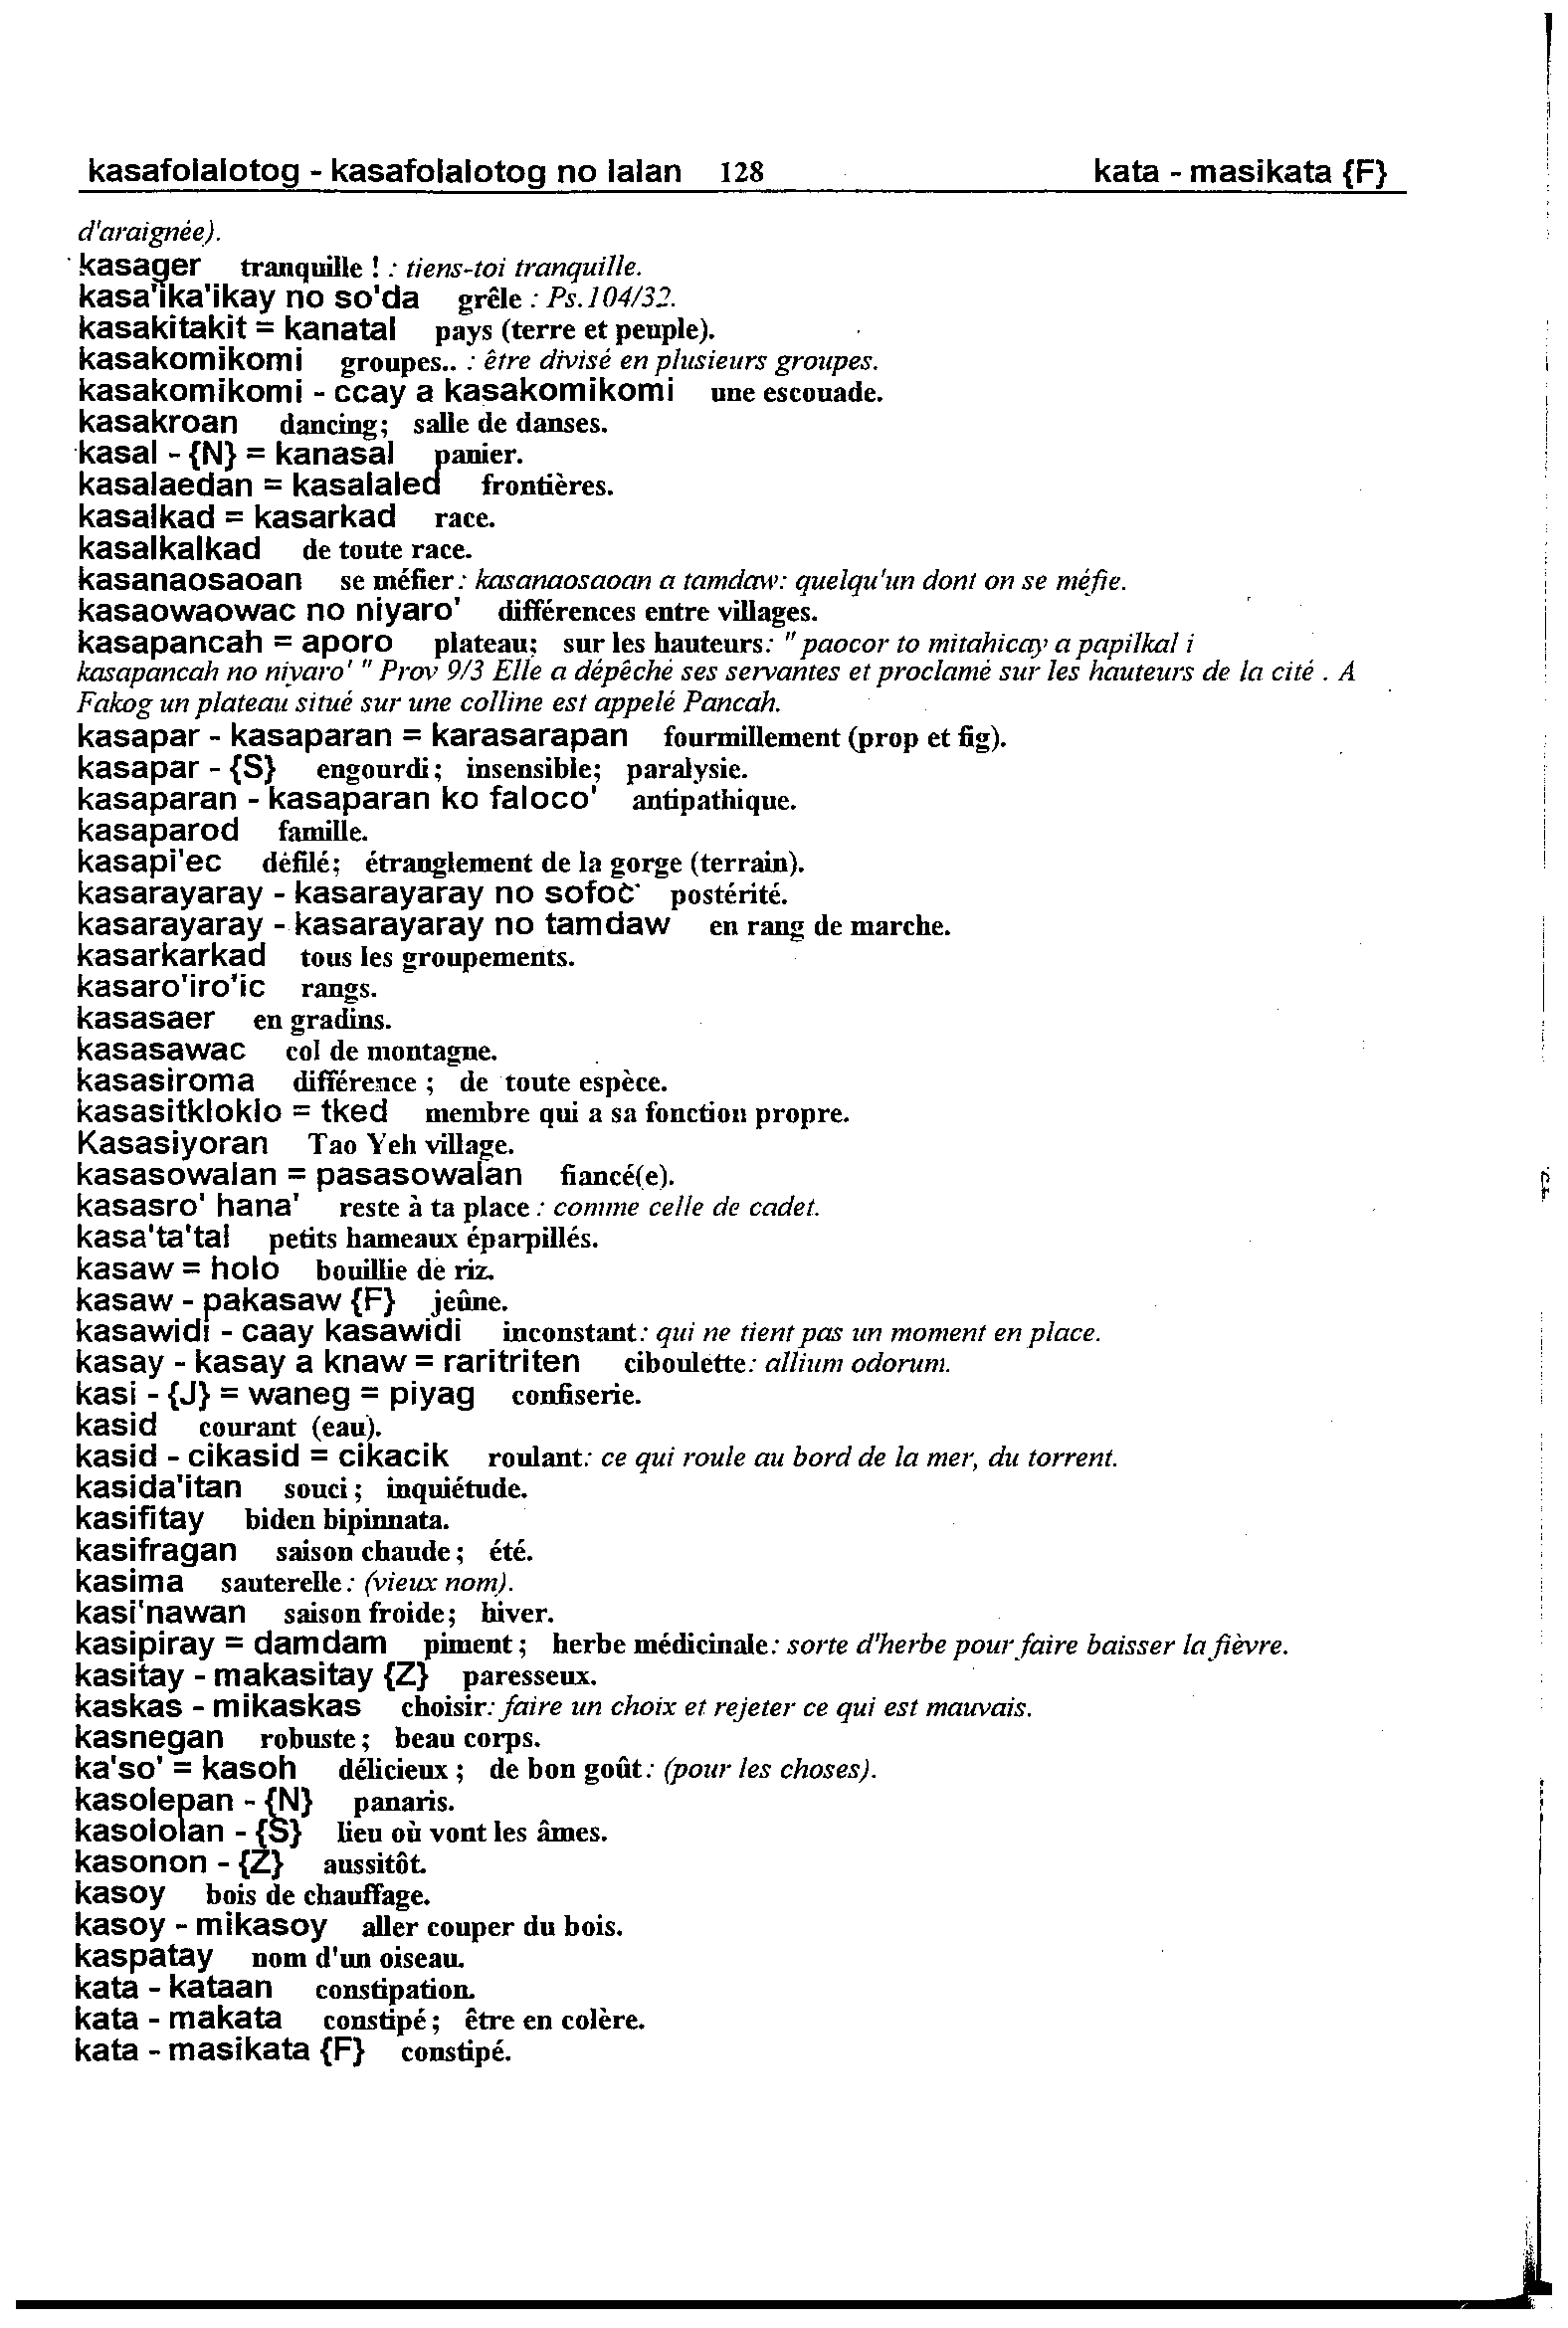 kasafolalotog - kasafolalotog no lalan 128 kata - masikata {F}
d'araignée).
kasager tranquille ! : tiens-toi tranquille.
kasa'ika'ikay no so'da grêle : Ps.104/32.
kasakitakit = kanatal pays (terre et peuple).
kasakomikomi groupes.. : être divisé en plusieurs groupes.
kasakomikomi - ccay a kasakomikomi une escouade.
kasakroan dancing; salle de danses.
kasal - {N} = kanasal panier.
kasalaedan = kasalaled frontières.
kasalkad = kasarkad race.
kasalkalkad de toute race.
kasanaosaoan se méfier : kasanaosaoan a tamdaw: quelqu'un dont on se méfie.
kasaowaowac no niyaro' différences entre villages.
kasapancah = aporo plateau; sur les hauteurs: " paocor to mitahicay a papilkal i
kasapancah no niyaro' " Prov 9/3 Elle a dépêché ses servantes et proclamé sur les hauteurs de la cité . A
Fakog un plateau situé sur une colline est appelé Pancah.
kasapar - kasaparan = karasarapan fourmillement (prop et fig).
kasapar - {S} engourdi; insensible; paralysie.
kasaparan - kasaparan ko faloco' antipathique.
kasaparod famille.
kasapi'ec défilé; étranglement de la gorge (terrain).
kasarayaray - kasarayaray no sofoc' postérité.
kasarayaray - kasarayaray no tamdaw en rang de marche.
kasarkarkad tous les groupements.
kasaro'iro'ic rangs.
kasasaer en gradins.
kasasawac col de montagne.
kasasiroma différence ; de toute espèce.
kasasitkloklo = tked membre qui a sa fonction propre.
Kasasiyoran Tao Yeh village.
kasasowalan = pasasowalan fiancé(e).
kasasro' hana' reste à ta place : comme celle de cadet.
kasa'ta'tal petits hameaux éparpillés.
kasaw = holo bouillie de riz.
kasaw - pakasaw {F} jeûne.
kasawidi - caay kasawidi inconstant: qui ne tient pas un moment en place.
kasay - kasay a knaw = raritriten ciboulette: allium odorum.
kasi - {J} = waneg = piyag confiserie.
kasid courant (eau).
kasid - cikasid = cikacik roulant: ce qui roule au bord de la mer, du torrent.
kasida'itan souci ; inquiétude.
kasifitay biden bipinnata.
kasifragan saison chaude ; été.
kasima sauterelle : (vieux nom).
kasi'nawan saison froide; hiver.
kasipiray = damdam piment ; herbe médicinale: sorte d'herbe pour faire baisser la fièvre.
kasitay - makasitay {Z} paresseux.
kaskas - mikaskas choisir: faire un choix et rejeter ce qui est mauvais.
kasnegan robuste ; beau corps.
ka'so' = kasoh délicieux ; de bon goût : (pour les choses).
kasolepan - {N} panaris.
kasololan - {S} lieu où vont les âmes.
kasonon - {Z} aussitôt.
kasoy bois de chauffage.
kasoy - mikasoy aller couper du bois.
kaspatay nom d'un oiseau.
kata - kataan constipation.
kata - makata constipé ; être en colère.
kata - masikata {F} constipé.